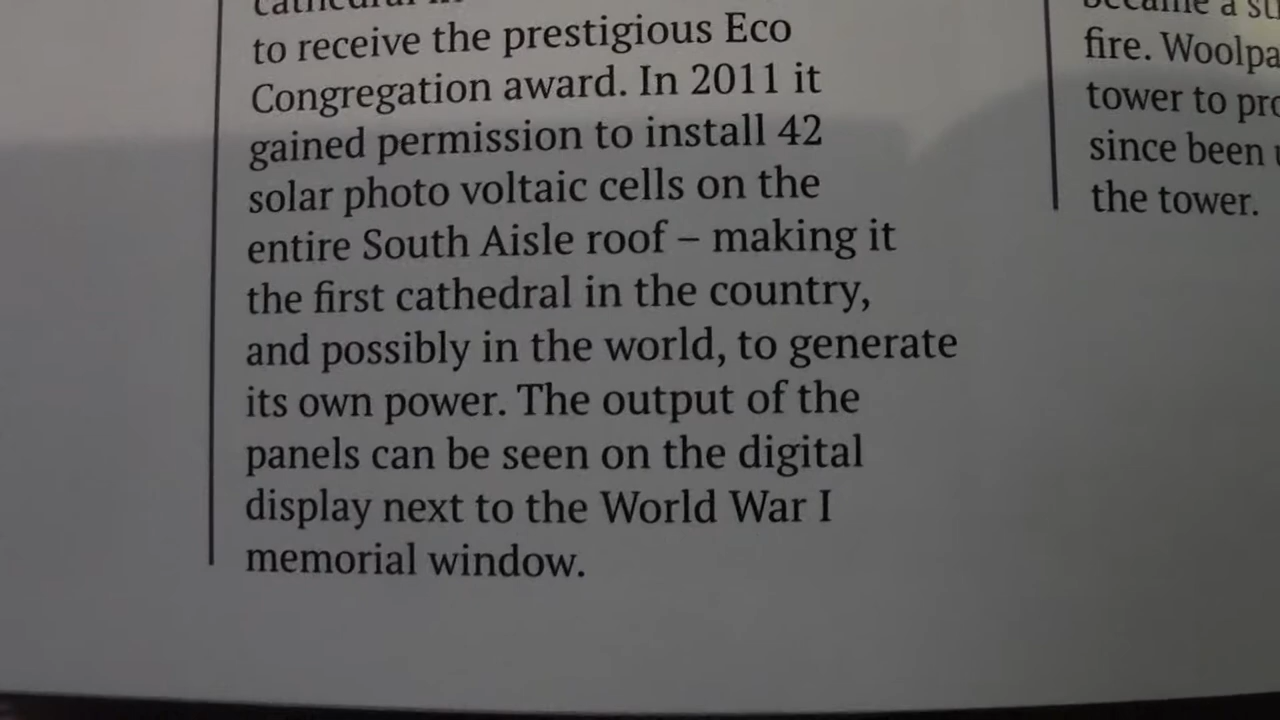 to receive the prestigious Eco
Congregation award. In 2011 it
gained permission to install 42
solar photo voltaic cells on the
entire South Aisle roof – making it
the first cathedral in the country,
and possibly in the world, to generate
its own power. The output of the
panels can be seen on the digital
display next to the World War I
memorial window.
became a
fire.
tower to
since been
the tower.